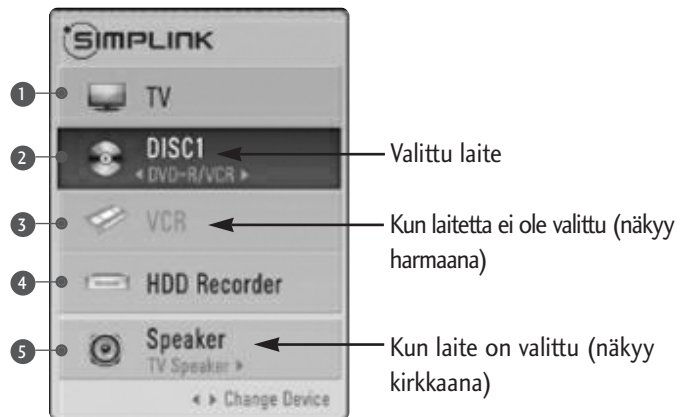 SIMPLINK
1 TV
2 DISC1
◄ DVD-R/VCR ►
Valittu laite
3 VCR
Kun laitetta ei ole valittu (näkyy
harmaana)
4 HDD Recorder
5 Speaker
TV Speaker ►
Kun laite on valittu (näkyy
kirkkaana)
◄ ► Change Device